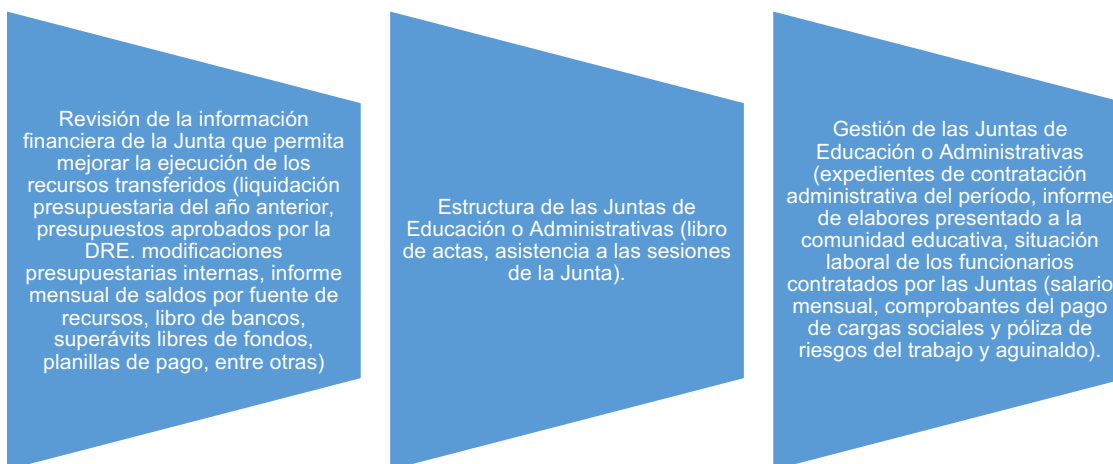 Revisión de la información
financiera de la Junta que permita
mejorar la ejecución de los
recursos transferidos (liquidación
presupuestaria del año anterior,
presupuestos aprobados por la
DRE. modificaciones
presupuestarias internas, informe
mensual de saldos por fuente de
recursos, libro de bancos,
superávits libres de fondos,
planillas de pago, entre otras)
Estructura de las Juntas de
Educación o Administrativas (libro
de actas, asistencia a las sesiones
de la Junta).
Gestión de las Juntas de
Educación o Administrativas
(expedientes de contratación
administrativa del período, informe
de elabores presentado a la
comunidad educativa, situación
laboral de los funcionarios
contratados por las Juntas (salario
mensual, comprobantes del pago
de cargas sociales y póliza de
riesgos del trabajo y aguinaldo).